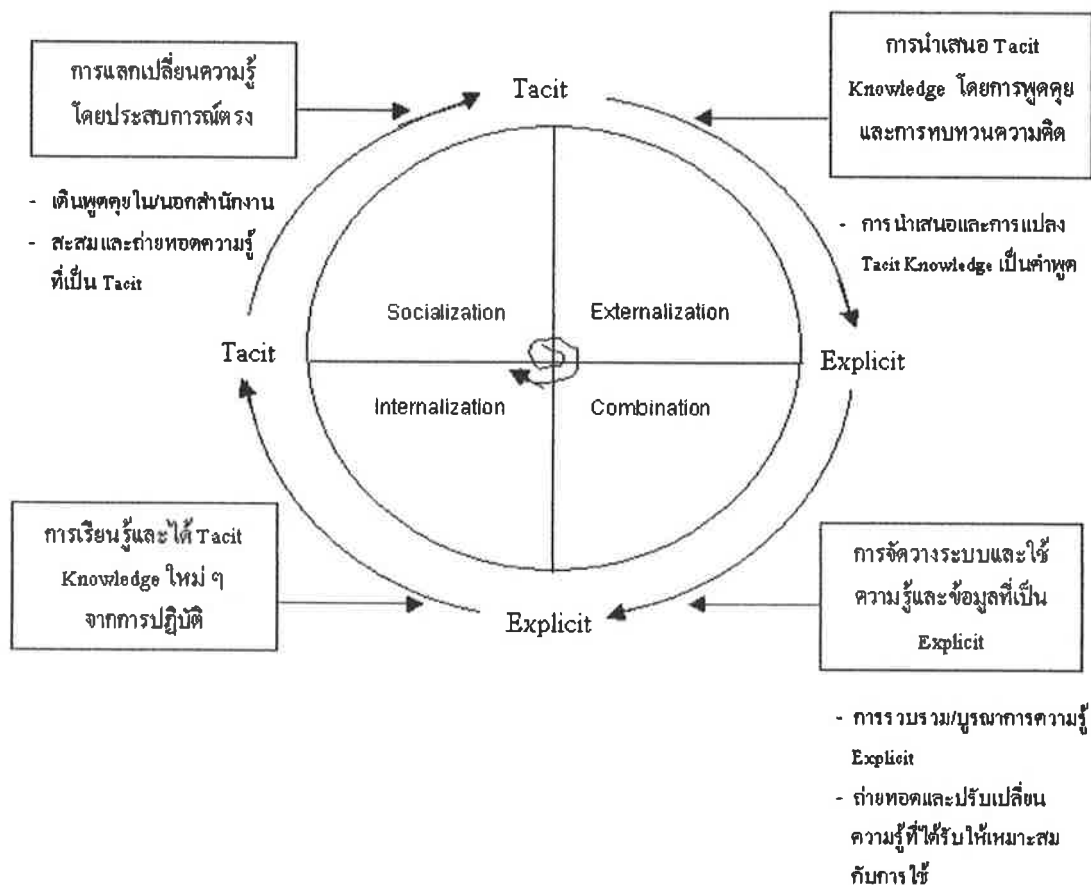 การแลกเปลี่ยนความรู้
โดยประสบการณ์ตรง
- เดินพูดคุยใน/นอกสำนักงาน
- สะสมและถ่ายทอดความรู้
ที่เป็น Tacit
Tacit
การนำเสนอ Tacit
Knowledge โดยการพูดคุย
และการทบทวนความคิด
- การนำเสนอและการแปลง
Tacit Knowledge เป็นคำพูด
Socialization
Externalization
Tacit
Explicit
Internalization
Combination
การเรียนรู้และได้ Tacit
Knowledge ใหม่ ๆ
จากการปฏิบัติ
Explicit
การจัดวางระบบและใช้
ความรู้และข้อมูลที่เป็น
Explicit
- การรวบรวม/บูรณาการความรู้
Explicit
- ถ่ายทอดและปรับเปลี่ยน
ความรู้ที่ได้รับให้เหมาะสม
กับการใช้